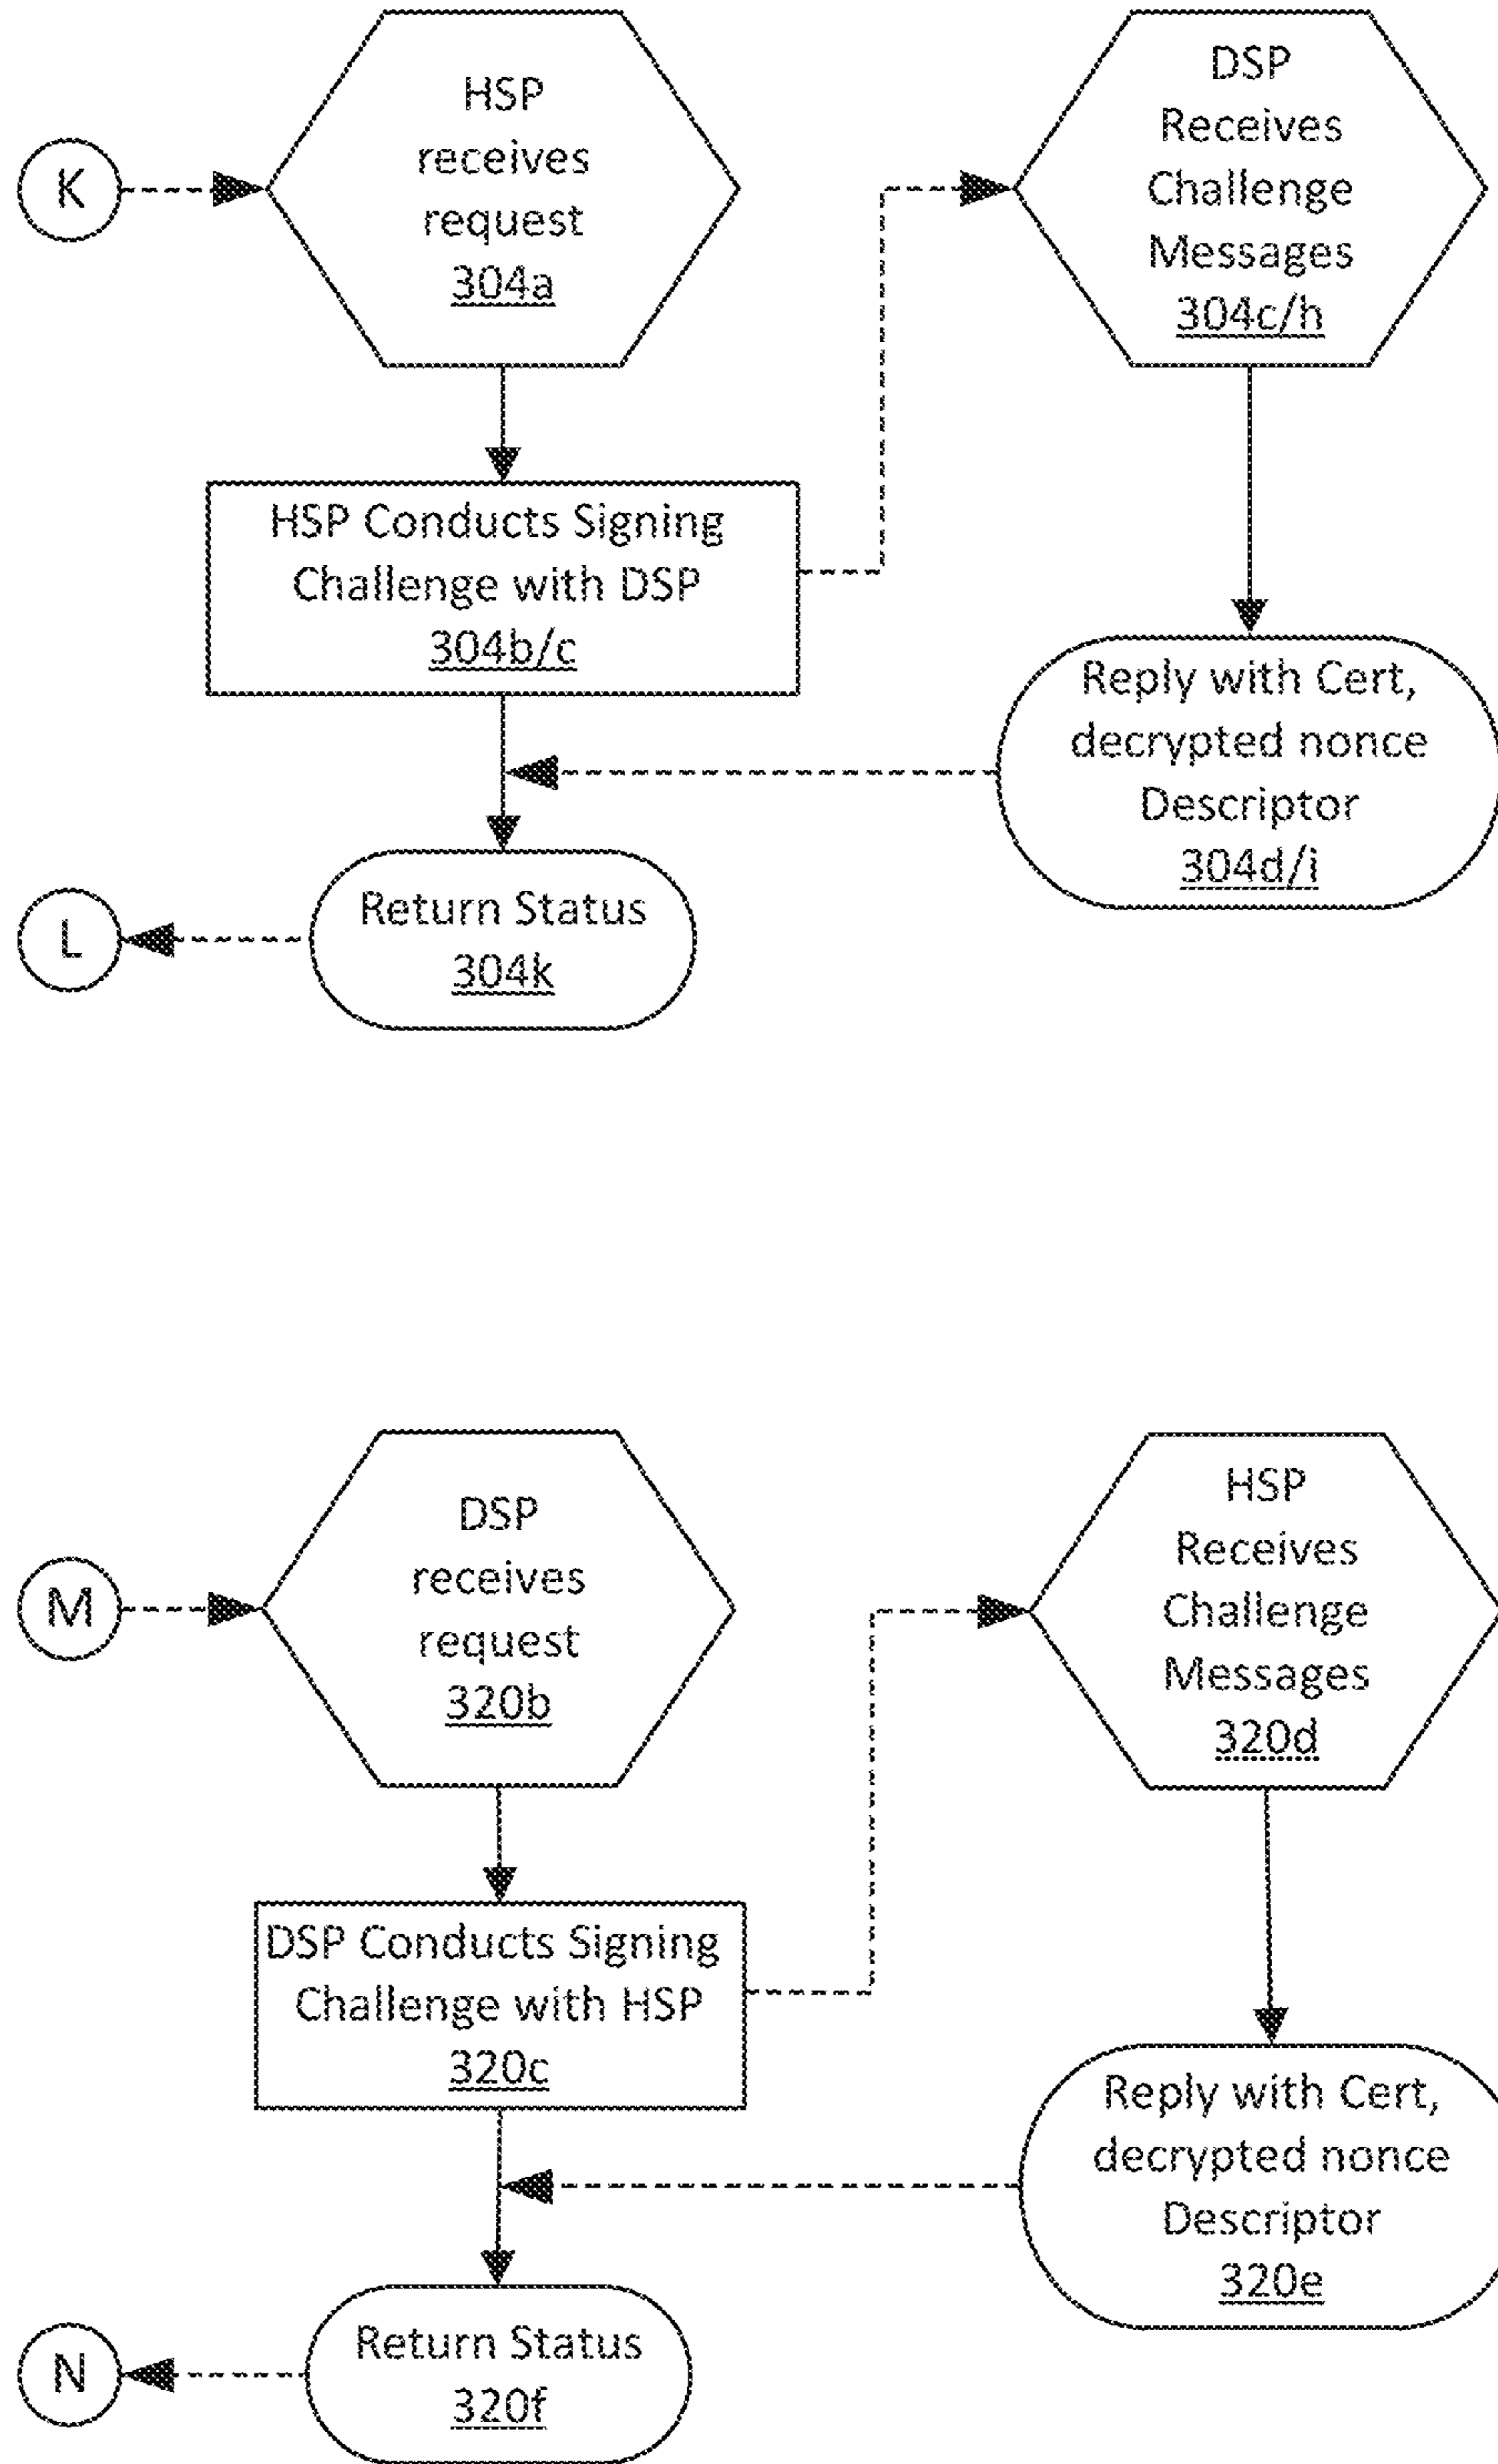 K
HSP
receives
request
304a
DSP
Receives
Challenge
Messages
304c/h
HSP Conducts Signing
Challenge with DSP
304b/c
Reply with Cert,
decrypted nonce
Descriptor
304d/i
L
Return Status
304k
M
DSP
receives
request
320b
HSP
Receives
Challenge
Messages
320d
DSP Conducts Signing
Challenge with HSP
320c
Reply with Cert,
decrypted nonce
Descriptor
320e
N
Return Status
320f